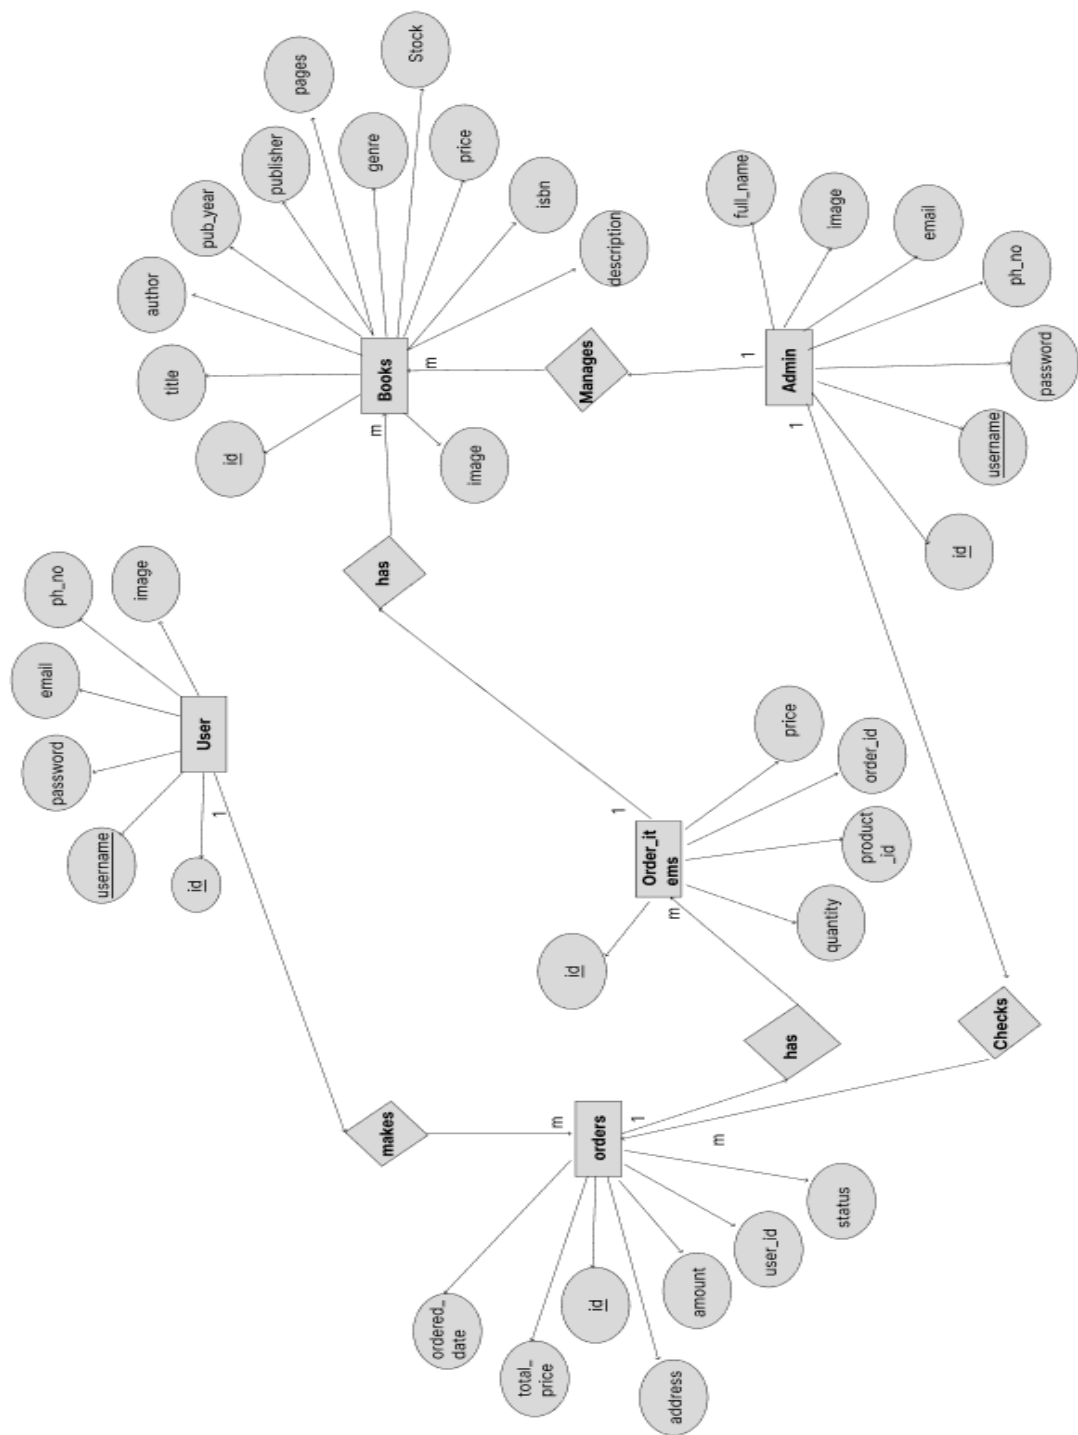 ordered_
date
total_
price
id
address
amount
user_id
status
orders
m
1
m
makes
has
Checks
id
Order_it
ems
m
1
quantity
product
_id
order_id
price
username
id
password
email
ph_no
image
User
1
has
id
title
author
pub_year
publisher
pages
genre
Stock
price
isbn
description
image
Books
m
m
Manages
1
1
Admin
full_name
image
email
ph_no
password
username
id